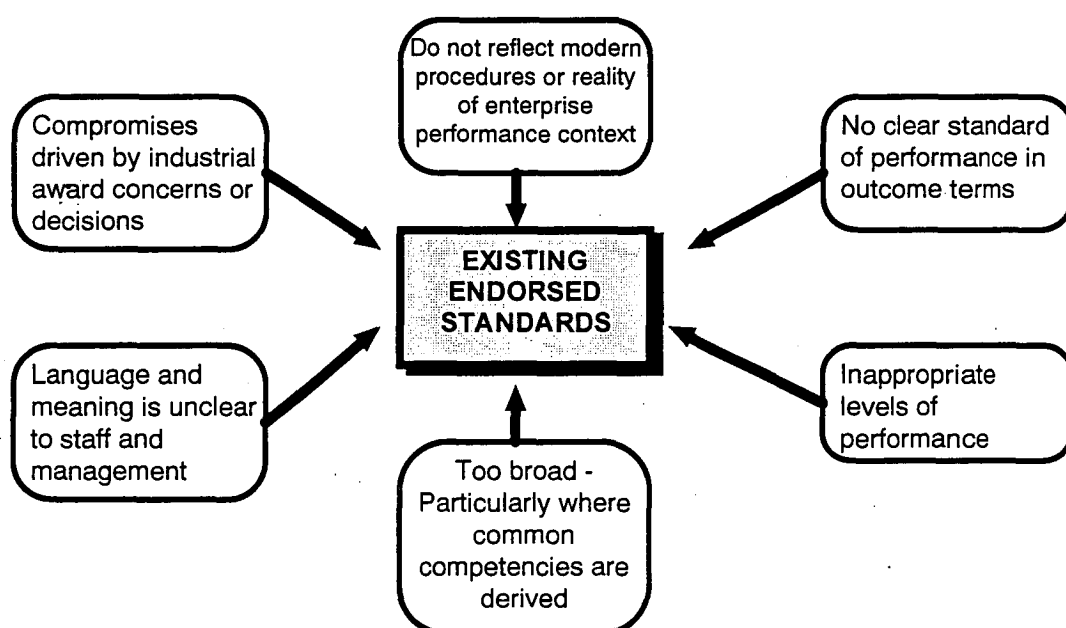 Do not reflect modern
procedures or reality
of enterprise
performance context
Compromises
driven by industrial
award concerns or
decisions
No clear standard
of performance in
outcome terms
EXISTING
ENDORSED
STANDARDS
Language and
meaning is unclear
to staff and
management
Inappropriate
levels of
performance
Too broad -
Particularly where
common
competencies are
derived